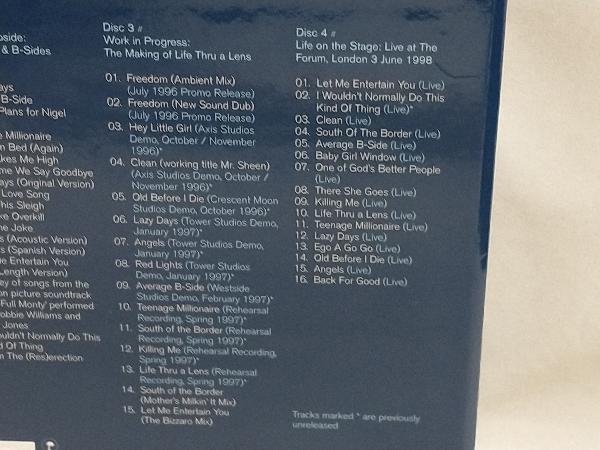 oside:
& B-Sides
ays
B-Side
Plans for Nigel
e Millionaire
n Bed (Again)
kes Me High
me We Say Goodbye
ays (Original Version)
Love Song
his Sleigh
ke Overkill
ne Joke
s (Acoustic Version)
s (Spanish Version)
e Entertain You
Length Version)
ey of songs from the
on picture soundtrack
Full Monty' performed
obbie Williams and
Jones
ouldn't Normally Do This
d Of Thing
m The (Res)erection
Disc 3 #
Work in Progress:
The Making of Life Thru a Lens
01. Freedom (Ambient Mix)
(July 1996 Promo Release)
02. Freedom (New Sound Dub)
(July 1996 Promo Release)
03. Hey Little Girl (Axis Studios
Demo, October / November
1996)*
04. Clean (working title Mr. Sheen)
(Axis Studios Demo, October /
November 1996)*
05. Old Before I Die (Crescent Moon
Studios Demo, October 1996)*
06. Lazy Days (Tower Studios Demo,
January 1997)*
07. Angels (Tower Studios Demo,
January 1997)*
08. Red Lights (Tower Studios
Demo, January 1997)*
09. Average B-Side (Westside
Studios Demo, February 1997)*
10. Teenage Millionaire (Rehearsal
Recording, Spring 1997)*
11. South of the Border (Rehearsal
Recording, Spring 1997)*
12. Killing Me (Rehearsal Recording,
Spring 1997)*
13. Life Thru a Lens (Rehearsal
Recording, Spring 1997)*
14. South of the Border
(Mother's Milkin' It Mix)
15. Let Me Entertain You
(The Bizzaro Mix)
Disc 4 #
Life on the Stage: Live at The
Forum, London 3 June 1998
01. Let Me Entertain You (Live)
02. I Wouldn't Normally Do This
Kind Of Thing (Live)*
03. Clean (Live)
04. South Of The Border (Live)
05. Average B-Side (Live)
06. Baby Girl Window (Live)
07. One of God's Better People
(Live)
08. There She Goes (Live)
09. Killing Me (Live)
10. Life Thru a Lens (Live)
11. Teenage Millionaire (Live)
12. Lazy Days (Live)
13. Ego A Go Go (Live)
14. Old Before I Die (Live)
15. Angels (Live)
16. Back For Good (Live)
Tracks marked * are previously
unreleased